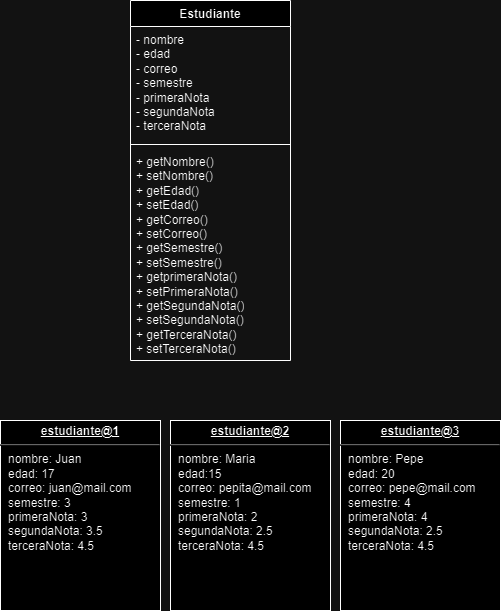 Estudiante
- nombre
- edad
- correo
- semestre
- primeraNota
- segundaNota
- terceraNota
+ getNombre()
+ setNombre()
+ getEdad()
+ setEdad()
+ getCorreo()
+ setCorreo()
+ getSemestre()
+ setSemestre()
+ getprimeraNota()
+ setPrimeraNota()
+ getSegundaNota()
+ setSegundaNota()
+ getTerceraNota()
+ setTerceraNota()
estudiante@1
nombre: Juan
edad: 17
correo: juan@mail.com
semestre: 3
primeraNota: 3
segundaNota: 3.5
terceraNota: 4.5
estudiante@2
nombre: Maria
edad:15
correo: pepita@mail.com
semestre: 1
primeraNota: 2
segundaNota: 2.5
terceraNota: 4.5
estudiante@3
nombre: Pepe
edad: 20
correo: pepe@mail.com
semestre: 4
primeraNota: 4
segundaNota: 2.5
terceraNota: 4.5